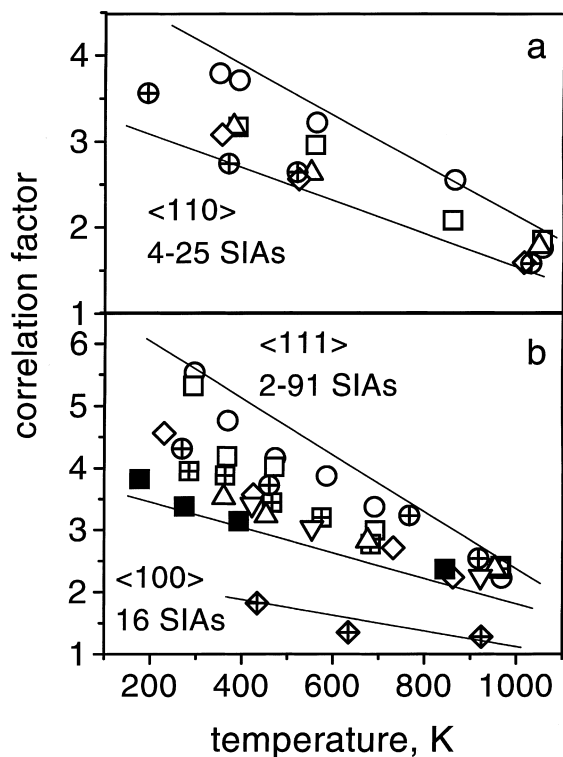 a
4
3
2
1
<110>
4-25 SIAs
correlation factor
b
6
5
4
3
2
1
<111>
2-91 SIAs
<100>
16 SIAs
200 400 600 800 1000
temperature, K